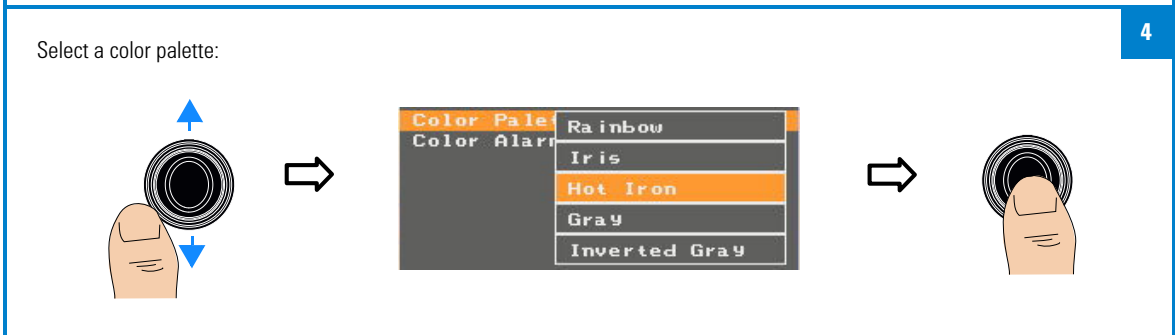 4
Select a color palette:
Color Palet
Color Alarm
Rainbow
Iris
Hot Iron
Gray
Inverted Gray